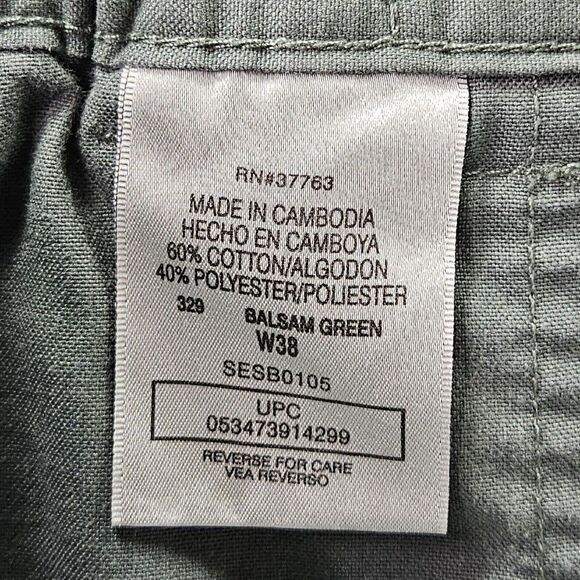 RN#37763
MADE IN CAMBODIA
HECHO EN CAMBOYA
60% COTTON/ALGODON
40% POLYESTER/POLIESTER
329 BALSAM GREEN
W38
SESB0105
UPC
053473914299
REVERSE FOR CARE
VEA REVERSO